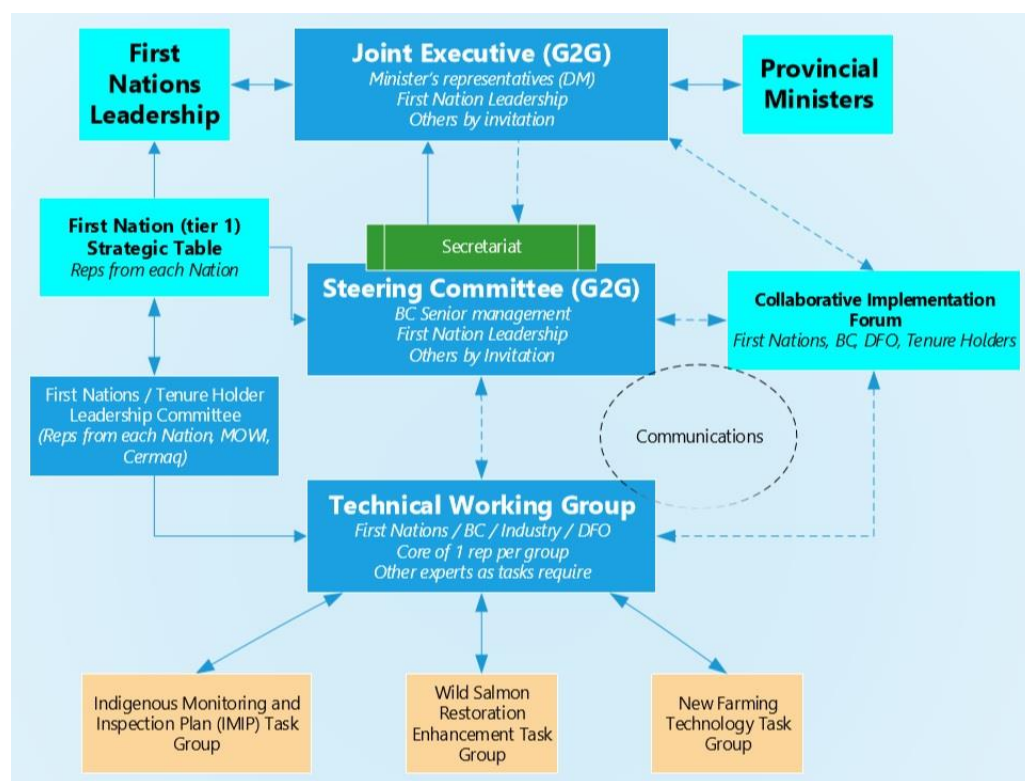 First
Nations
Leadership
Joint Executive (G2G)
Minister's representatives (DM)
First Nation Leadership
Others by invitation
Provincial
Ministers
First Nation (tier 1)
Strategic Table
Reps from each Nation
Secretariat
Steering Committee (G2G)
BC Senior management
First Nation Leadership
Others by Invitation
Collaborative Implementation
Forum
First Nations, BC, DFO, Tenure Holders
First Nations / Tenure Holder
Leadership Committee
(Reps from each Nation, MOWI,
Cermaq)
Communications
Technical Working Group
First Nations / BC / Industry / DFO
Core of 1 rep per group
Other experts as tasks require
Indigenous Monitoring and
Inspection Plan (IMIP) Task
Group
Wild Salmon
Restoration
Enhancement Task
Group
New Farming
Technology Task
Group